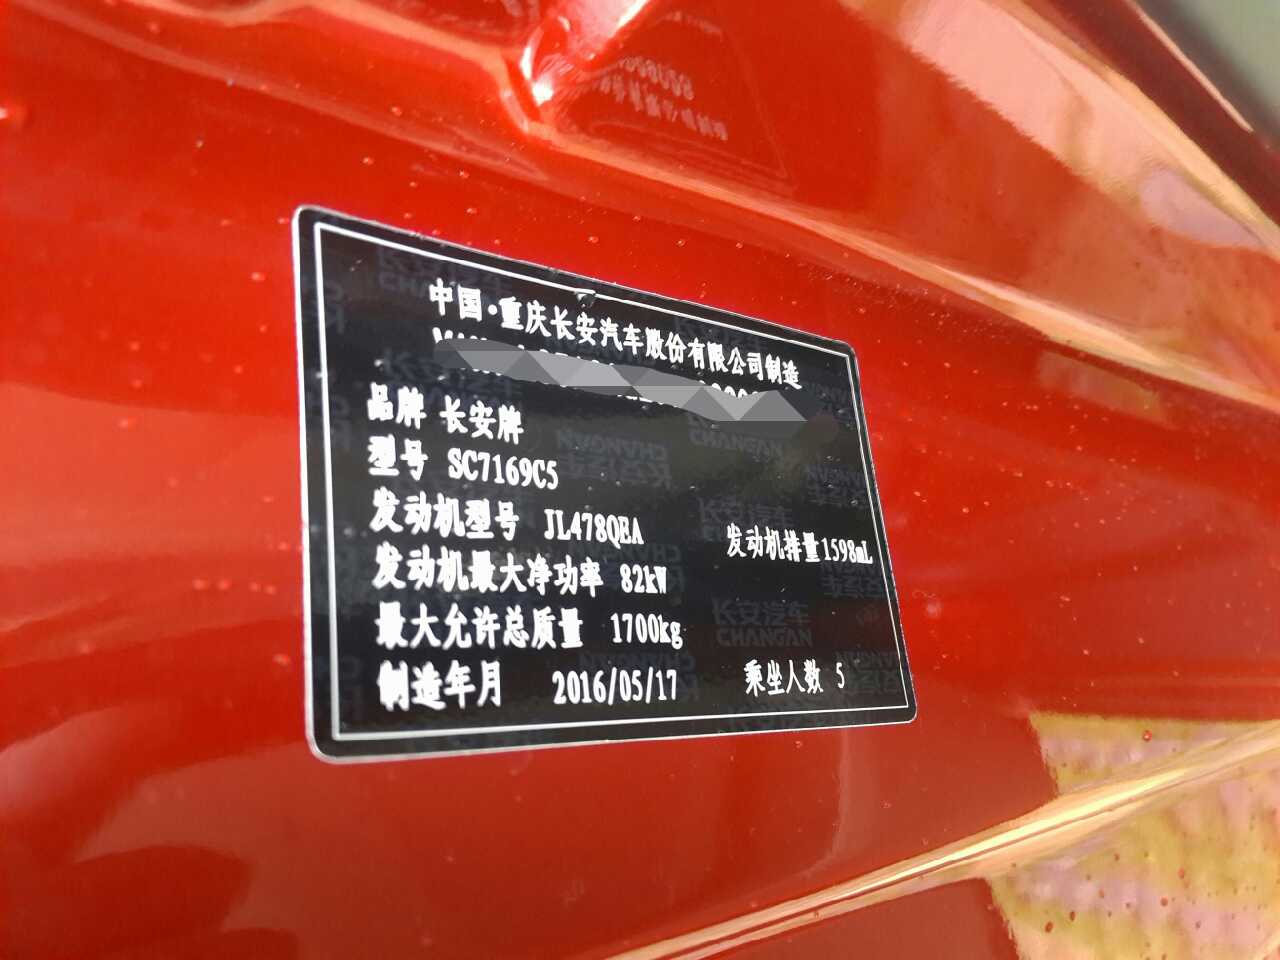 中国·重庆长安汽车股份有限公司制造
品牌 长安牌
型号 SC7169C5
发动机型号 JL478QEA 发动机排量1598mL
发动机最大净功率 82kW
最大允许总质量 1700kg
制造年月 2016/05/17 乘坐人数 5